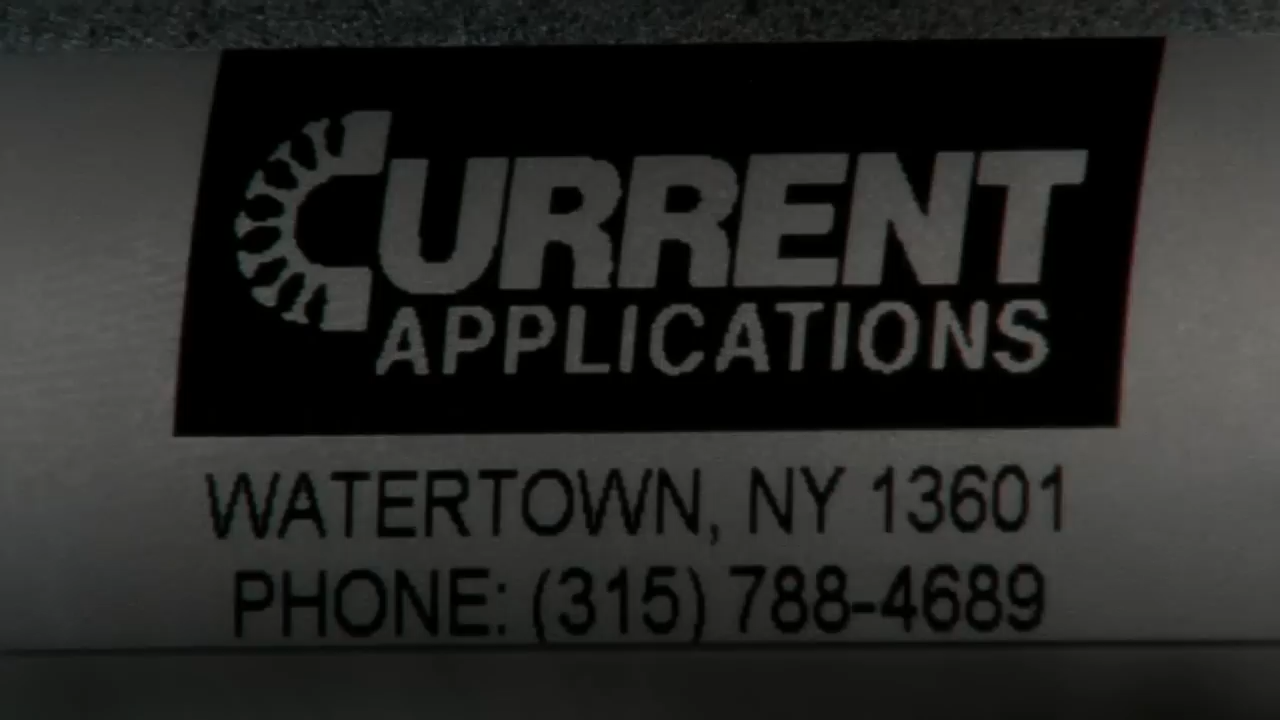 CURRENT
APPLICATIONS
WATERTOWN, NY 13601
PHONE: (315) 788-4689